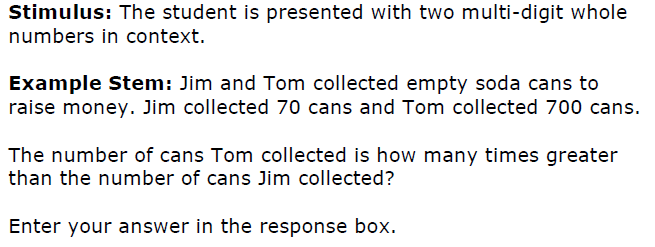 Stimulus: The student is presented with two multi-digit whole
numbers in context.
Example Stem: Jim and Tom collected empty soda cans to
raise money. Jim collected 70 cans and Tom collected 700 cans.
The number of cans Tom collected is how many times greater
than the number of cans Jim collected?
Enter your answer in the response box.